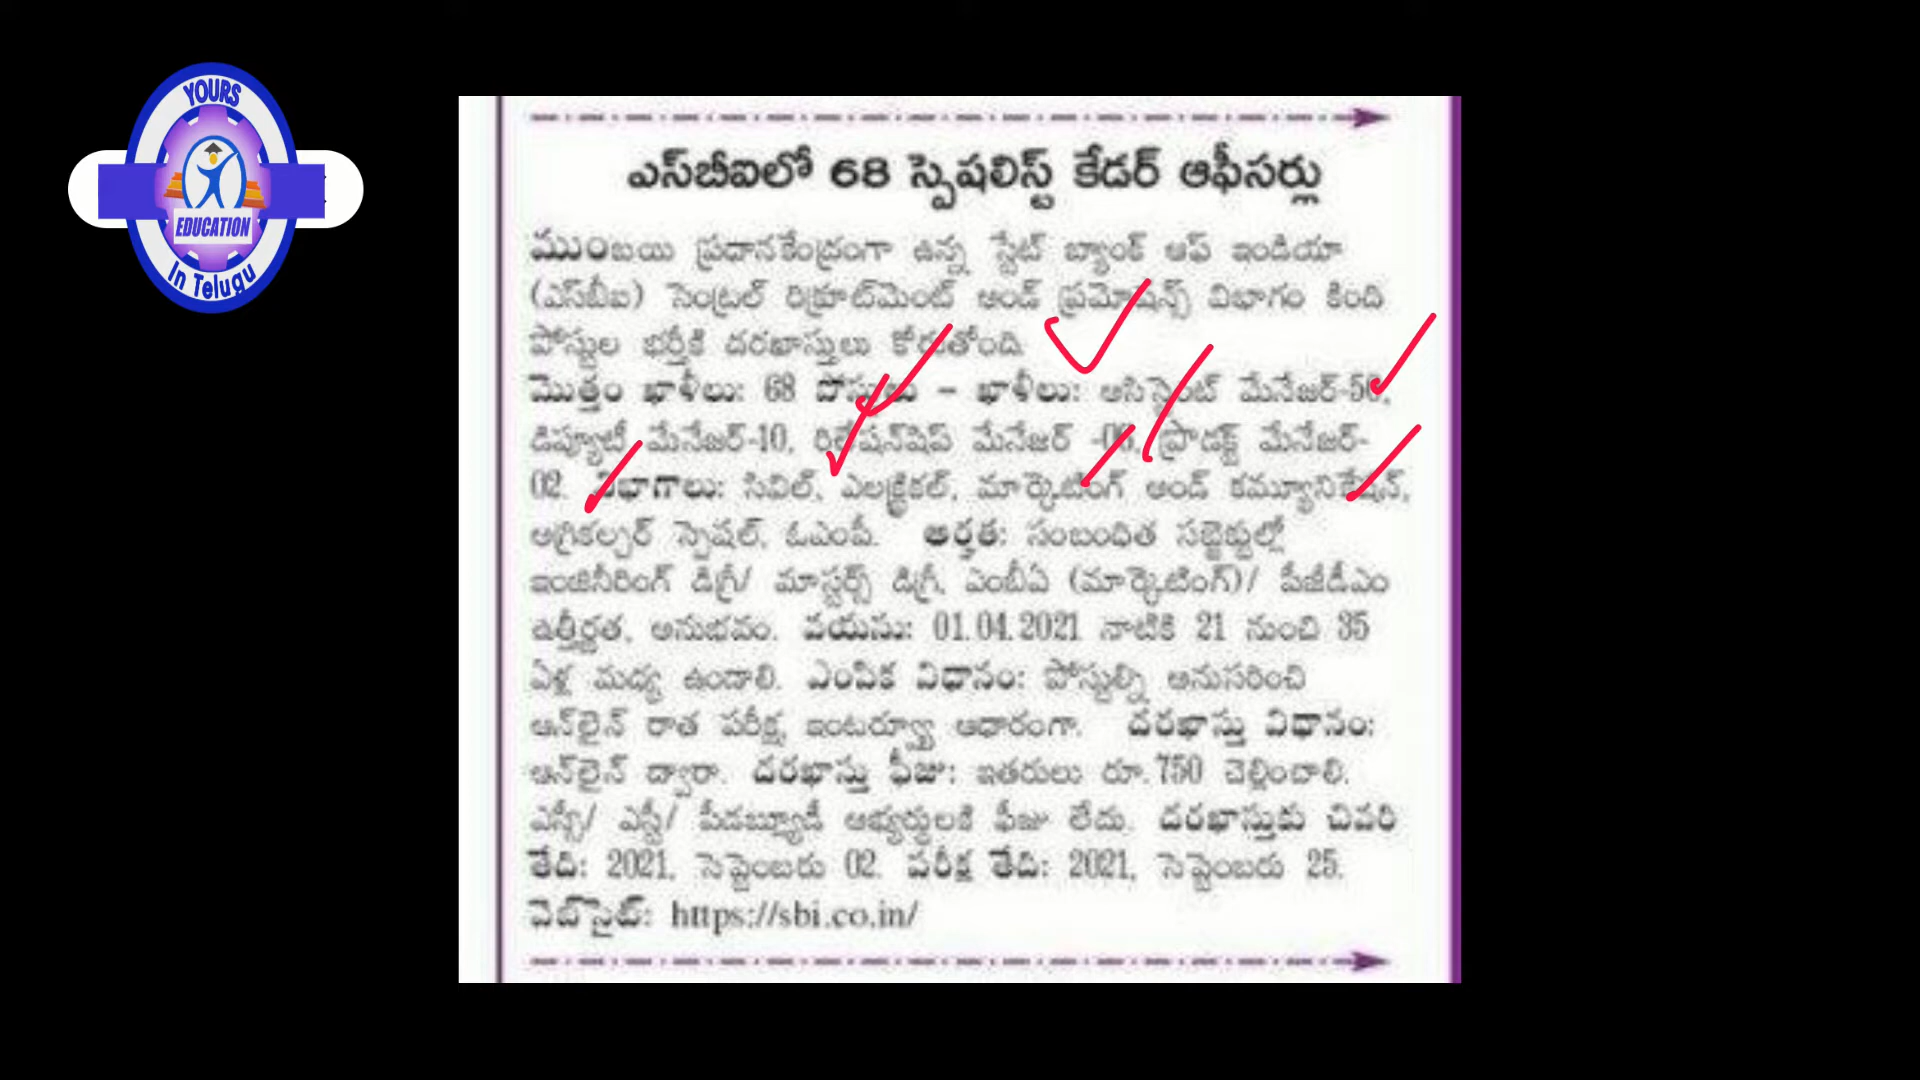 YOURS
EDUCATION
In Telugu
ఎస్‌బీఐలో 68 స్పెషలిస్ట్ కేడర్ ఆఫీసర్లు
ముంబయి ప్రధానకేంద్రంగా ఉన్న స్టేట్ బ్యాంక్ ఆఫ్ ఇండియా
(ఎస్‌బీఐ) సెంట్రల్ రిక్రూట్‌మెంట్ అండ్ ప్రమోషన్స్ విభాగం కింది
పోస్టుల భర్తీకి దరఖాస్తులు కోరుతోంది.
మొత్తం ఖాళీలు: 68 పోస్టులు – ఖాళీలు: అసిస్టెంట్ మేనేజర్-50,
డిప్యూటీ మేనేజర్-10, రిలేషన్‌షిప్ మేనేజర్ -06, ప్రొడక్ట్ మేనేజర్-
02. విభాగాలు: సివిల్, ఎలక్ట్రికల్, మార్కెటింగ్ అండ్ కమ్యూనికేషన్,
అగ్రికల్చర్ స్పెషల్, ఓఎంపీ. అర్హత: సంబంధిత సబ్జెక్టుల్లో
ఇంజినీరింగ్ డిగ్రీ/ మాస్టర్స్ డిగ్రీ, ఎంబీఏ (మార్కెటింగ్)/ పీజీడీఎం
ఉత్తీర్ణత, అనుభవం. వయసు: 01.04.2021 నాటికి 21 నుంచి 35
ఏళ్ల మధ్య ఉండాలి. ఎంపిక విధానం: పోస్టుల్ని అనుసరించి
ఆన్‌లైన్ రాత పరీక్ష, ఇంటర్వ్యూ ఆధారంగా. దరఖాస్తు విధానం:
ఆన్‌లైన్ ద్వారా. దరఖాస్తు ఫీజు: ఇతరులు రూ.750 చెల్లించాలి.
ఎస్సీ/ ఎస్టీ/ పీడబ్ల్యూడీ అభ్యర్థులకి ఫీజు లేదు. దరఖాస్తుకు చివరి
తేది: 2021, సెప్టెంబరు 02. పరీక్ష తేది: 2021, సెప్టెంబరు 25.
వెబ్‌సైట్: https://sbi.co.in/